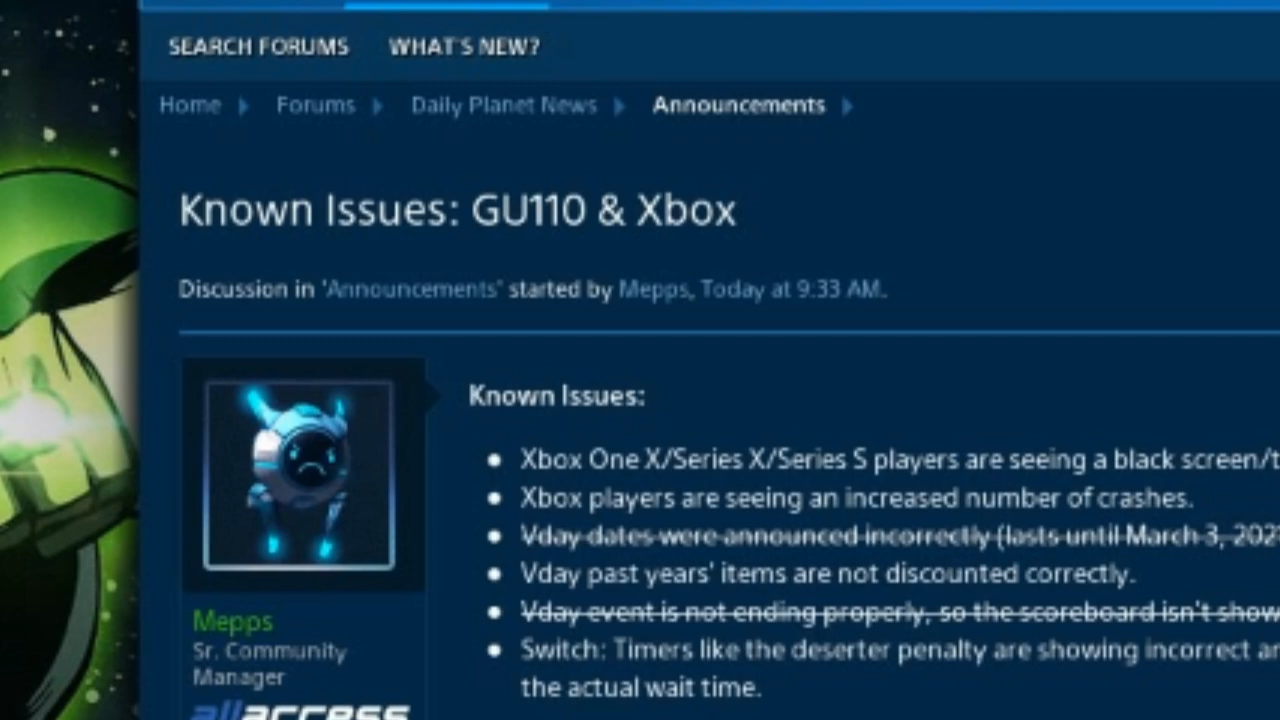 SEARCH FORUMS WHAT'S NEW?
Home Forums Daily Planet News Announcements
Known Issues: GU110 & Xbox
Discussion in 'Announcements' started by Mepps, Today at 9:33 AM.
Known Issues:
Xbox One X/Series X/Series S players are seeing a black screen/t
Xbox players are seeing an increased number of crashes.
Vday dates were announced incorrectly (lasts until March 3, 202
Vday past years' items are not discounted correctly.
Vday event is not ending properly, so the scoreboard isn't show
Switch: Timers like the deserter penalty are showing incorrect an
the actual wait time.
Mepps
Sr. Community
Manager
allaccess